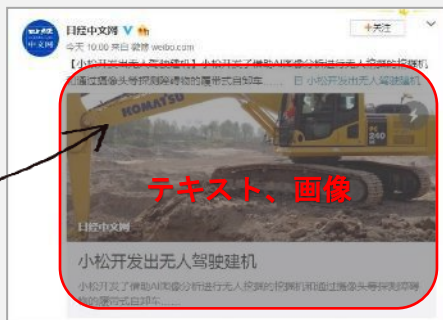 日经中文网
+关注
今天 10:00 来自 微博 weibo.com
【小松开发出无人驾驶建机】小松开发了借助AI图像分析进行无人挖掘的挖掘机
和通过摄像头等探测障碍物的履带式自卸车…… 日 小松开发出无人驾驶建机
KOMATSU
PC
240
テキスト、画像
日经中文网
小松开发出无人驾驶建机
小松开发了借助AI图像分析进行无人挖掘的挖掘机和通过摄像头等探测障碍
物的履带式自卸车……